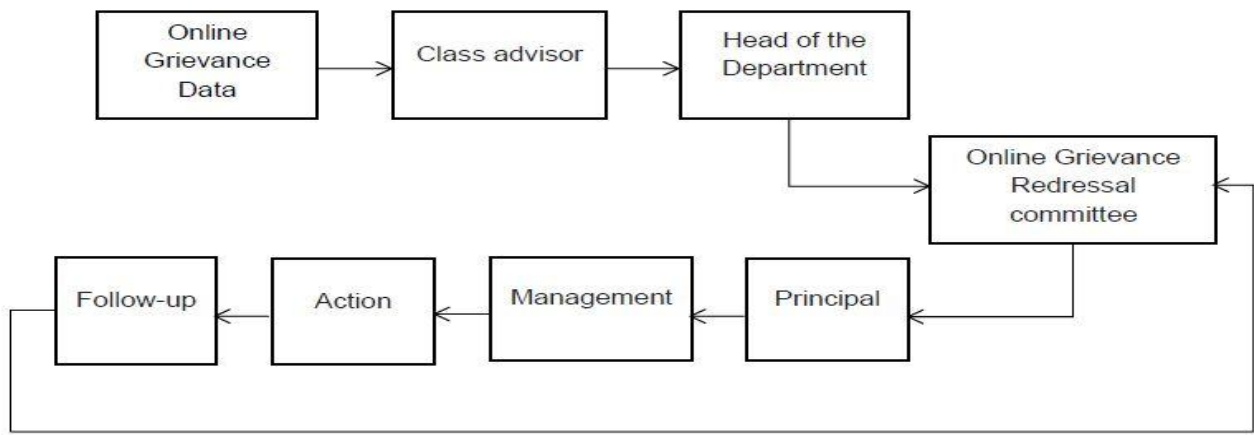 Online
Grievance
Data
Class advisor
Head of the
Department
Online Grievance
Redressal
committee
Follow-up
Action
Management
Principal